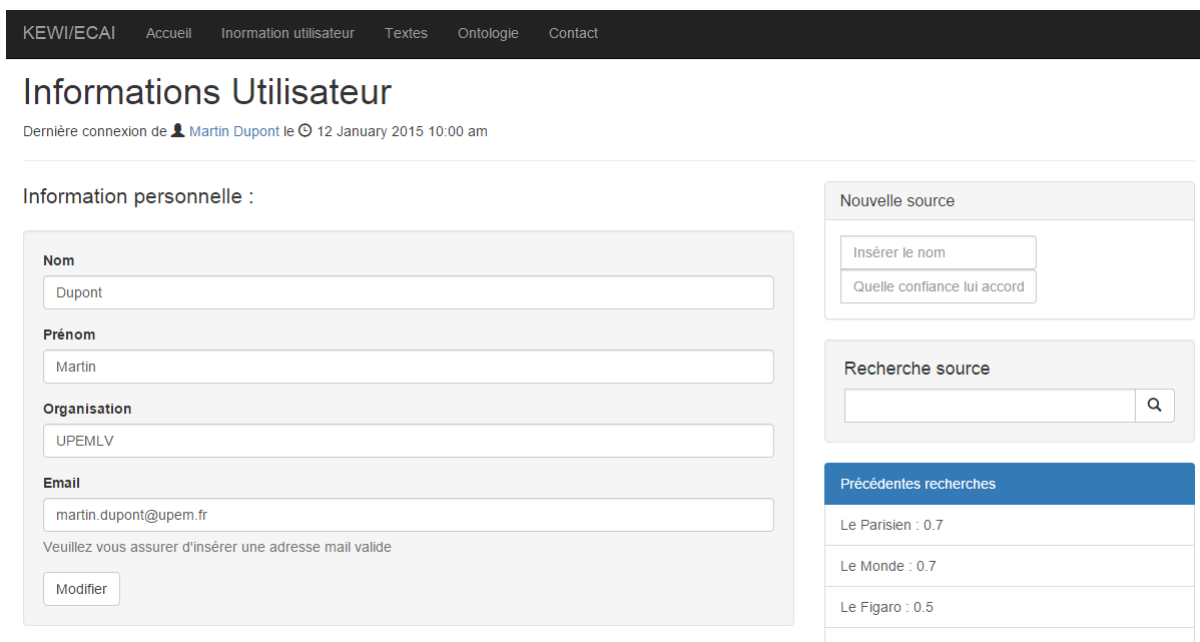 KEWI/ECAI Accueil Inormation utilisateur Textes Ontologie Contact
Informations Utilisateur
Dernière connexion de Martin Dupont le 12 January 2015 10:00 am
Information personnelle :
Nom
Dupont
Prénom
Martin
Organisation
UPEMLV
Email
martin.dupont@upem.fr
Veuillez vous assurer d'insérer une adresse mail valide
Modifier
Nouvelle source
Insérer le nom
Quelle confiance lui accord
Recherche source
Précédentes recherches
Le Parisien : 0.7
Le Monde : 0.7
Le Figaro : 0.5